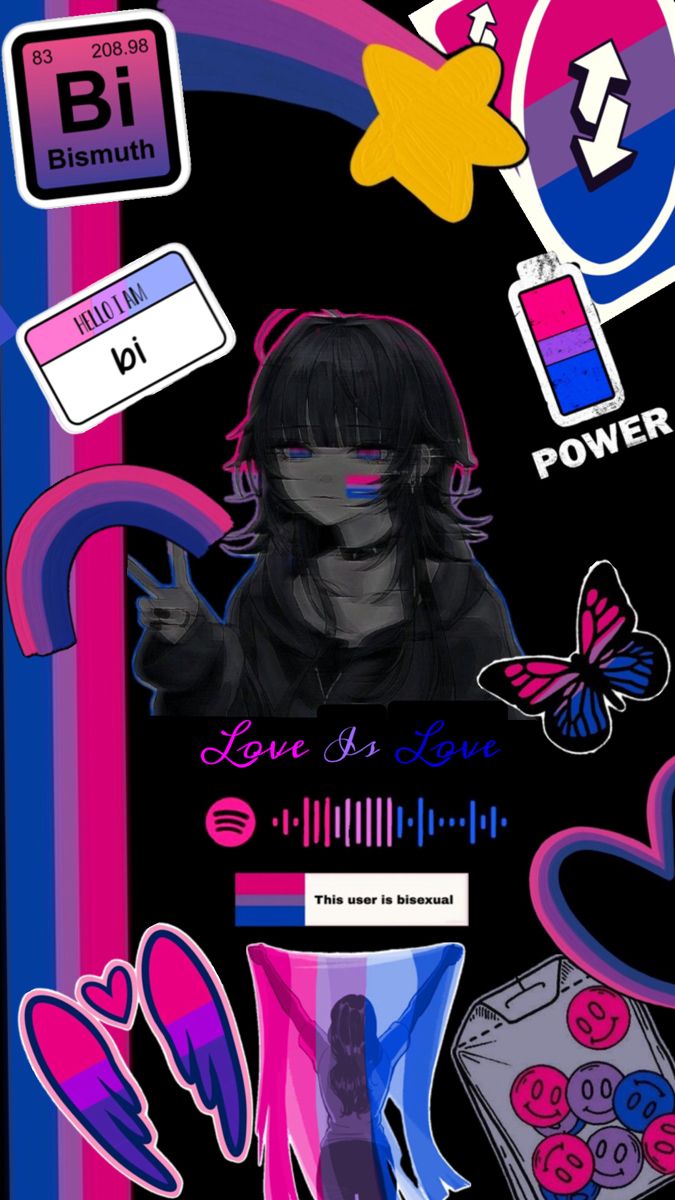 83 208.98
Bi
Bismuth
HELLO I AM
bi
POWER
Love Is Love
This user is bisexual